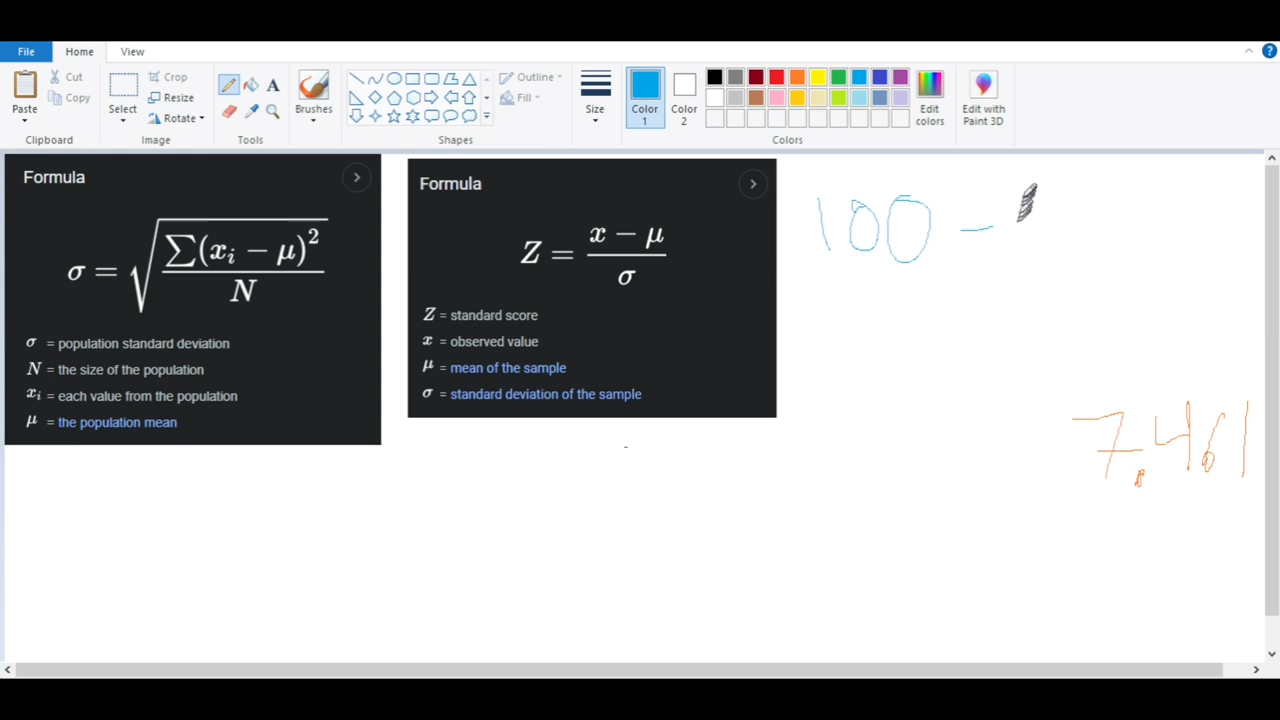 File Home View
Paste Cut Copy Clipboard
Select Crop Resize Rotate Image
Tools
A
Brushes
Outline Fill Shapes
Size
Color 1 Color 2 Edit colors Colors
Edit with Paint 3D
Formula
σ = √(∑(xᵢ − μ)² / N)
σ = population standard deviation
N = the size of the population
xᵢ = each value from the population
μ = the population mean
Formula
Z = (x − μ) / σ
Z = standard score
x = observed value
μ = mean of the sample
σ = standard deviation of the sample
100 −
7.461